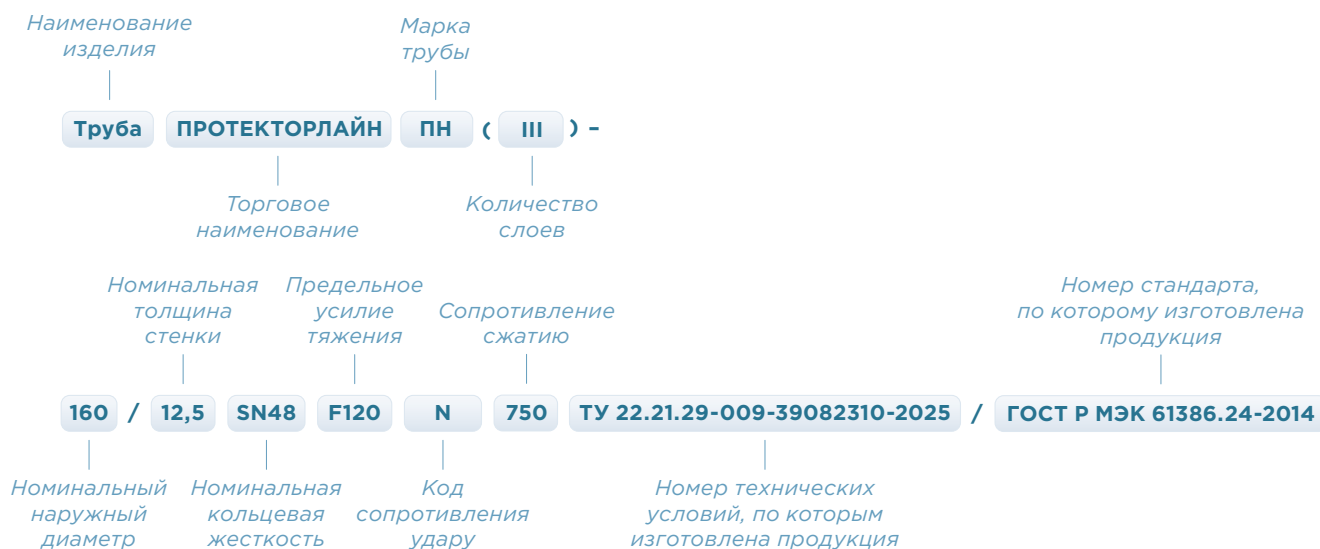 Наименование
изделия
Марка
трубы
Труба ПРОТЕКТОРЛАЙН ПН ( III ) –
Торговое
наименование
Количество
слоев
Номинальная
толщина
стенки
Предельное
усилие
тяжения
Сопротивление
сжатию
Номер стандарта,
по которому изготовлена
продукция
160 / 12,5 SN48 F120 N 750 ТУ 22.21.29-009-39082310-2025 / ГОСТ Р МЭК 61386.24-2014
Номинальный
наружный
диаметр
Номинальная
кольцевая
жесткость
Код
сопротивления
удару
Номер технических
условий, по которым
изготовлена продукция